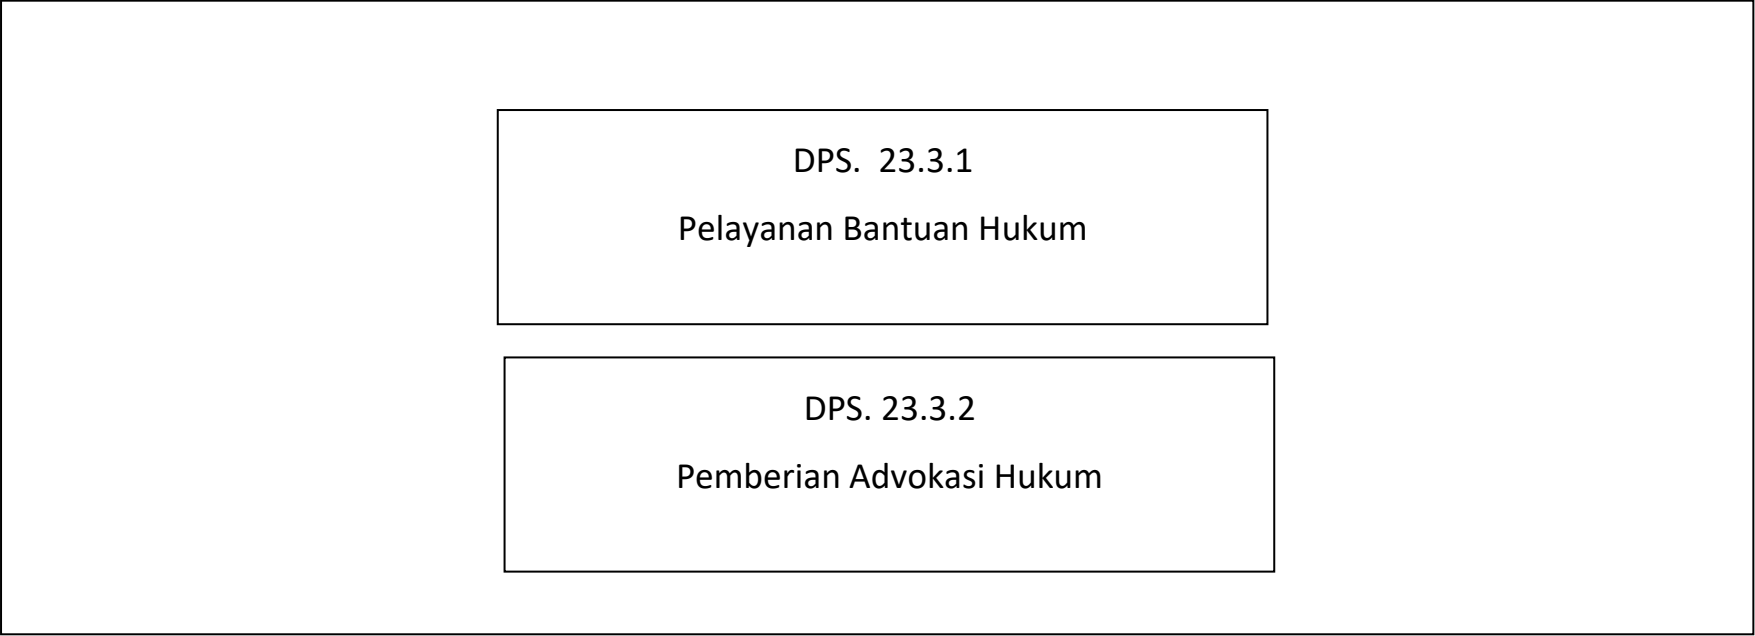 DPS.  23.3.1
Pelayanan Bantuan Hukum
DPS. 23.3.2
Pemberian Advokasi Hukum